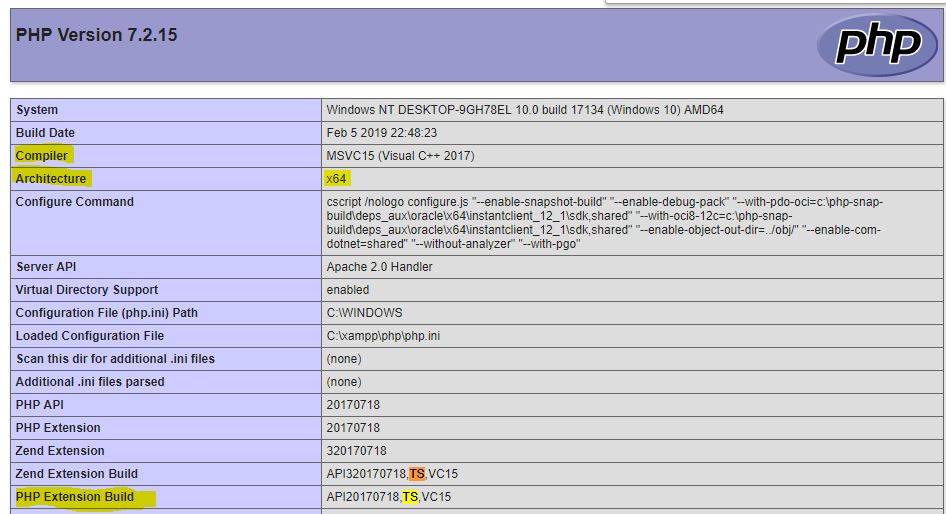 PHP Version 7.2.15
php
System Windows NT DESKTOP-9GH78EL 10.0 build 17134 (Windows 10) AMD64
Build Date Feb 5 2019 22:48:23
Compiler MSVC15 (Visual C++ 2017)
Architecture x64
Configure Command cscript /nologo configure.js "--enable-snapshot-build" "--enable-debug-pack" "--with-pdo-oci=c:\php-snap-
build\deps_aux\oracle\x64\instantclient_12_1\sdk,shared" "--with-oci8-12c=c:\php-snap-
build\deps_aux\oracle\x64\instantclient_12_1\sdk,shared" "--enable-object-out-dir=../obj/" "--enable-com-
dotnet=shared" "--without-analyzer" "--with-pgo"
Server API Apache 2.0 Handler
Virtual Directory Support enabled
Configuration File (php.ini) Path C:\WINDOWS
Loaded Configuration File C:\xampp\php\php.ini
Scan this dir for additional .ini files (none)
Additional .ini files parsed (none)
PHP API 20170718
PHP Extension 20170718
Zend Extension 320170718
Zend Extension Build API320170718,TS,VC15
PHP Extension Build API20170718,TS,VC15